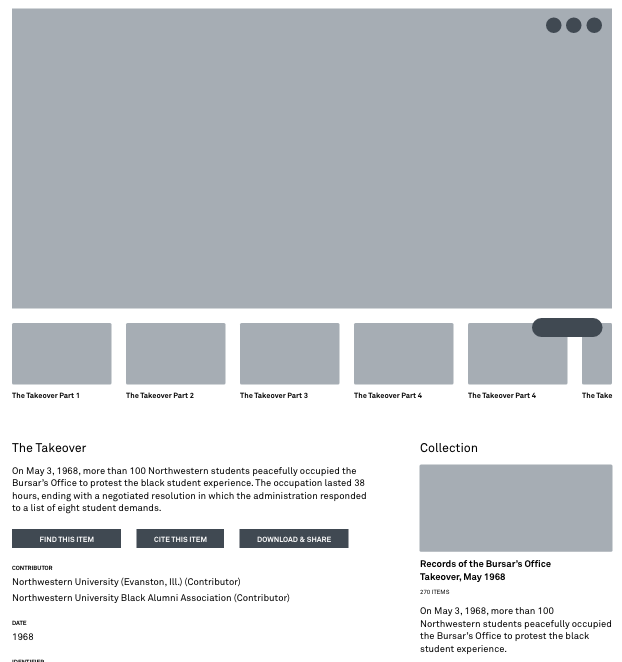 The Takeover Part 1
The Takeover Part 2
The Takeover Part 3
The Takeover Part 4
The Takeover Part 4
The Take
The Takeover
On May 3, 1968, more than 100 Northwestern students peacefully occupied the
Bursar's Office to protest the black student experience. The occupation lasted 38
hours, ending with a negotiated resolution in which the administration responded
to a list of eight student demands.
FIND THIS ITEM
CITE THIS ITEM
DOWNLOAD & SHARE
CONTRIBUTOR
Northwestern University (Evanston, Ill.) (Contributor)
Northwestern University Black Alumni Association (Contributor)
DATE
1968
IDENTIFIER
Collection
Records of the Bursar's Office
Takeover, May 1968
270 ITEMS
On May 3, 1968, more than 100
Northwestern students peacefully occupied
the Bursar's Office to protest the black
student experience.